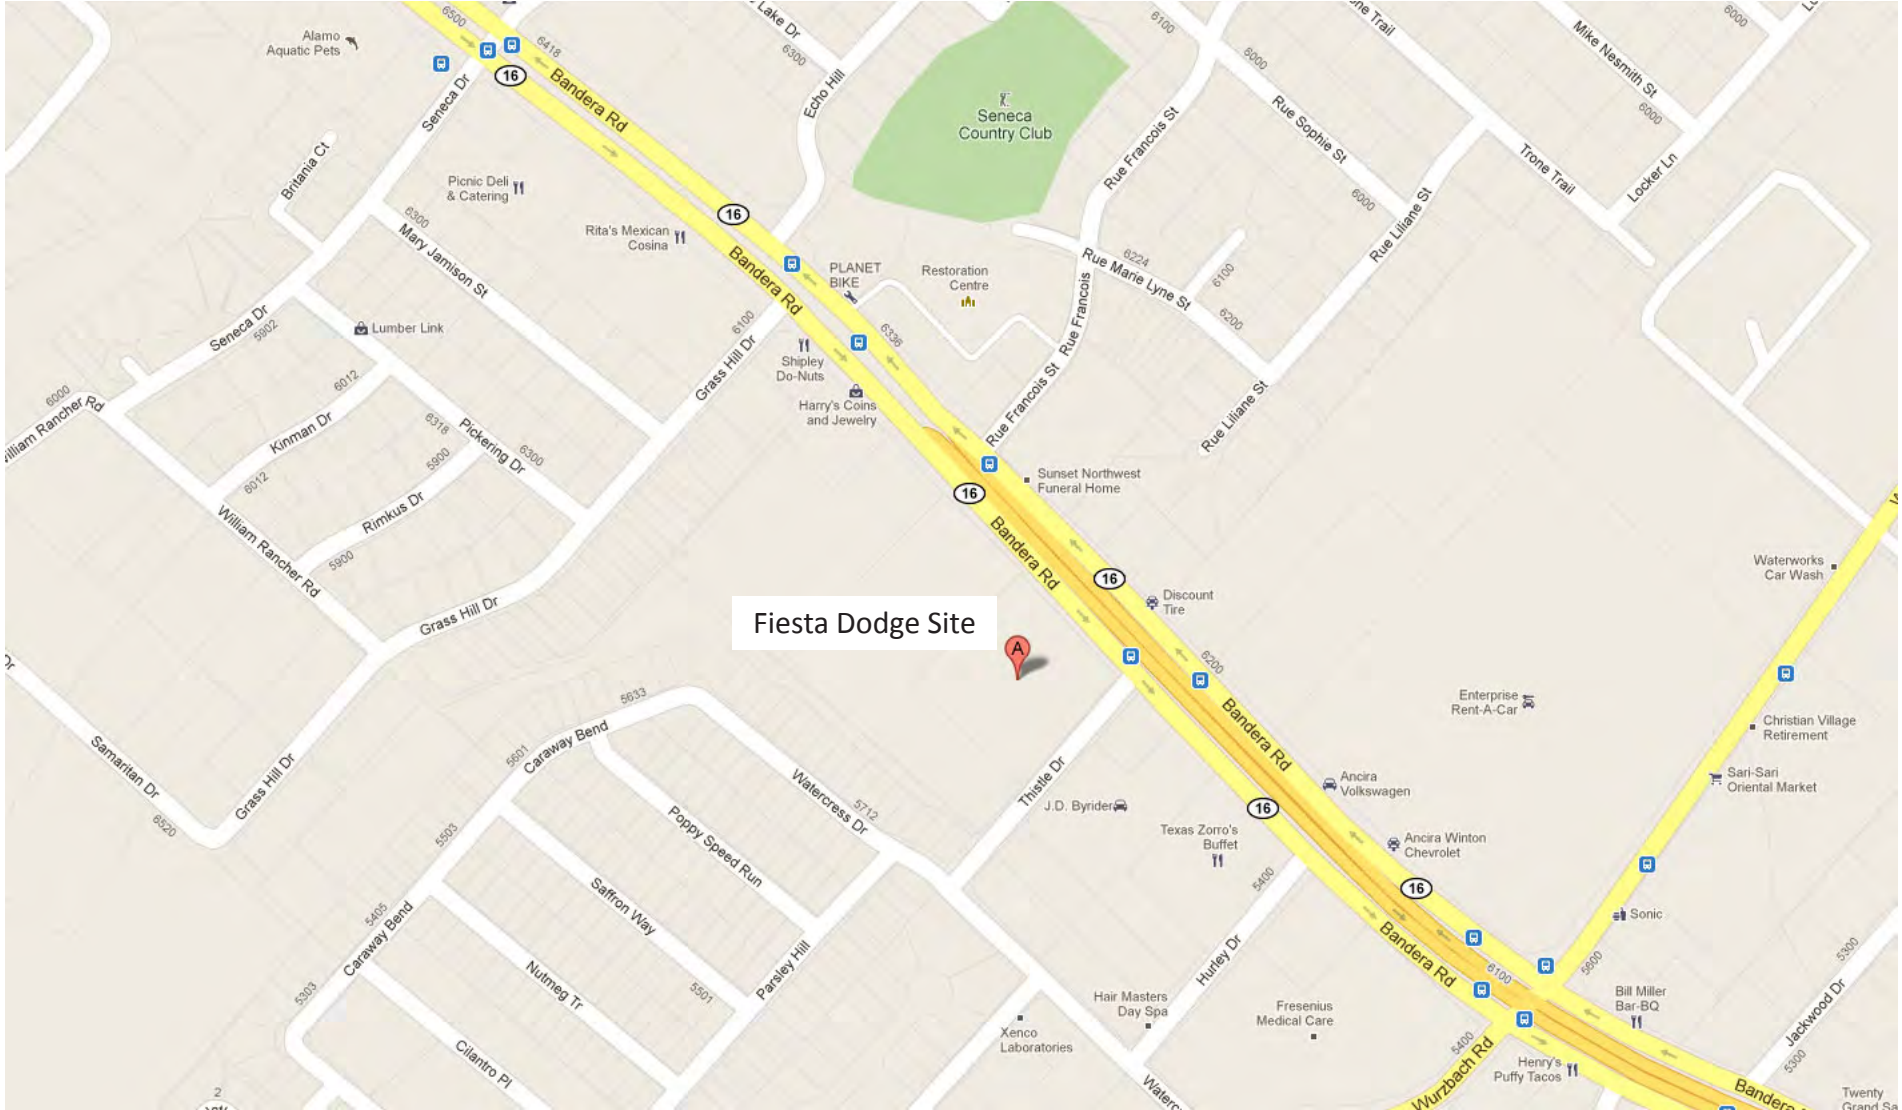 6500
Alamo
Aquatic Pets
6418
16
Bandera Rd
Lake Dr
6300
Echo Hill
Seneca
Country Club
6100
6000
one Trail
Mike Nesmith St
6000
6000
Seneca Dr
Britania Ct
Picnic Deli
& Catering
Rue Francois St
Rue Sophie St
Trone Trail
Locker Ln
6300
Mary Jamison St
Rita's Mexican
Cosina
16
Bandera Rd
PLANET
BIKE
Restoration
Centre
6224
Rue Marie Lyne St
6100
6200
6000
Rue Liliane St
Seneca Dr
5902
Lumber Link
6100
Grass Hill Dr
Shipley
Do-Nuts
6336
Rue Francois
Rue Francois St
Harry's Coins
and Jewelry
Rue Liliane St
6000
William Rancher Rd
6012
Kinman Dr
6012
6318
Pickering Dr
6300
5900
Rimkus Dr
5900
William Rancher Rd
Grass Hill Dr
Sunset Northwest
Funeral Home
16
Bandera Rd
16
Discount
Tire
Waterworks
Car Wash
Fiesta Dodge Site
A
6200
Bandera Rd
Enterprise
Rent-A-Car
Christian Village
Retirement
Sari-Sari
Oriental Market
Dr
Samaritan Dr
6520
Grass Hill Dr
5633
Caraway Bend
5601
5503
Poppy Speed Run
Watercress Dr
5712
Thistle Dr
J.D. Byrider
Ancira
Volkswagen
16
Texas Zorro's
Buffet
Ancira Winton
Chevrolet
16
5400
Saffron Way
5405
Caraway Bend
5303
Nutmeg Tr
5501
Parsley Hill
Hurley Dr
Bandera Rd
6100
Sonic
5600
5300
Jackwood Dr
5300
Hair Masters
Day Spa
Fresenius
Medical Care
Bill Miller
Bar-BQ
Xenco
Laboratories
Cilantro Pl
2
Waterc
5400
Wurzbach Rd
Henry's
Puffy Tacos
Bandera
Twenty
Grand Sa